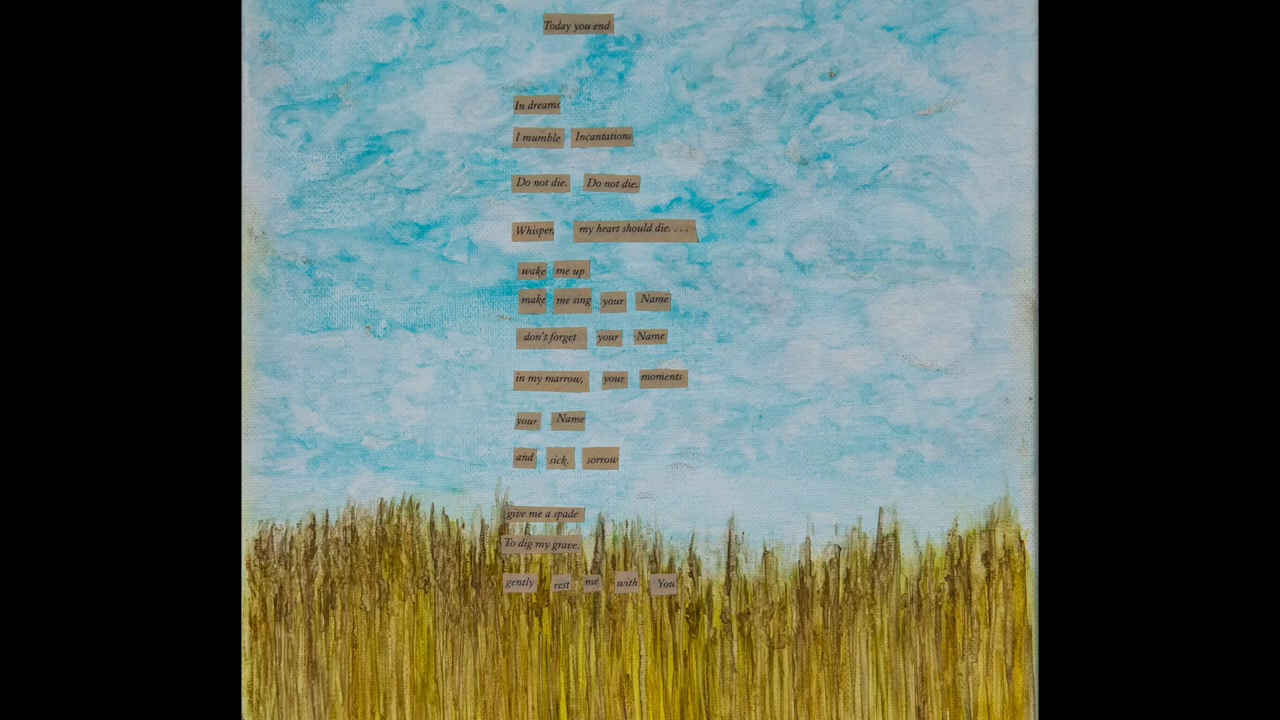 Today you end
In dreams
I mumble Incantations
Do not die. Do not die.
Whisper, my heart should die. . . .
wake me up
make me sing your Name
don't forget your Name
in my marrow, your moments
your Name
and sick. sorrow
give me a spade
To dig my grave.
gently rest me with You